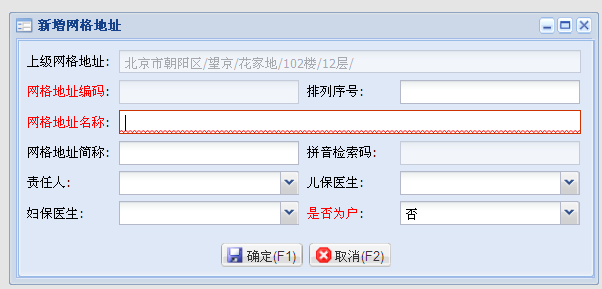 新增网格地址
上级网格地址: 北京市朝阳区/望京/花家地/102楼/12层/
网格地址编码: 排列序号:
网格地址名称:
网格地址简称: 拼音检索码:
责任人: 儿保医生:
妇保医生: 是否为户: 否
确定(F1) 取消(F2)